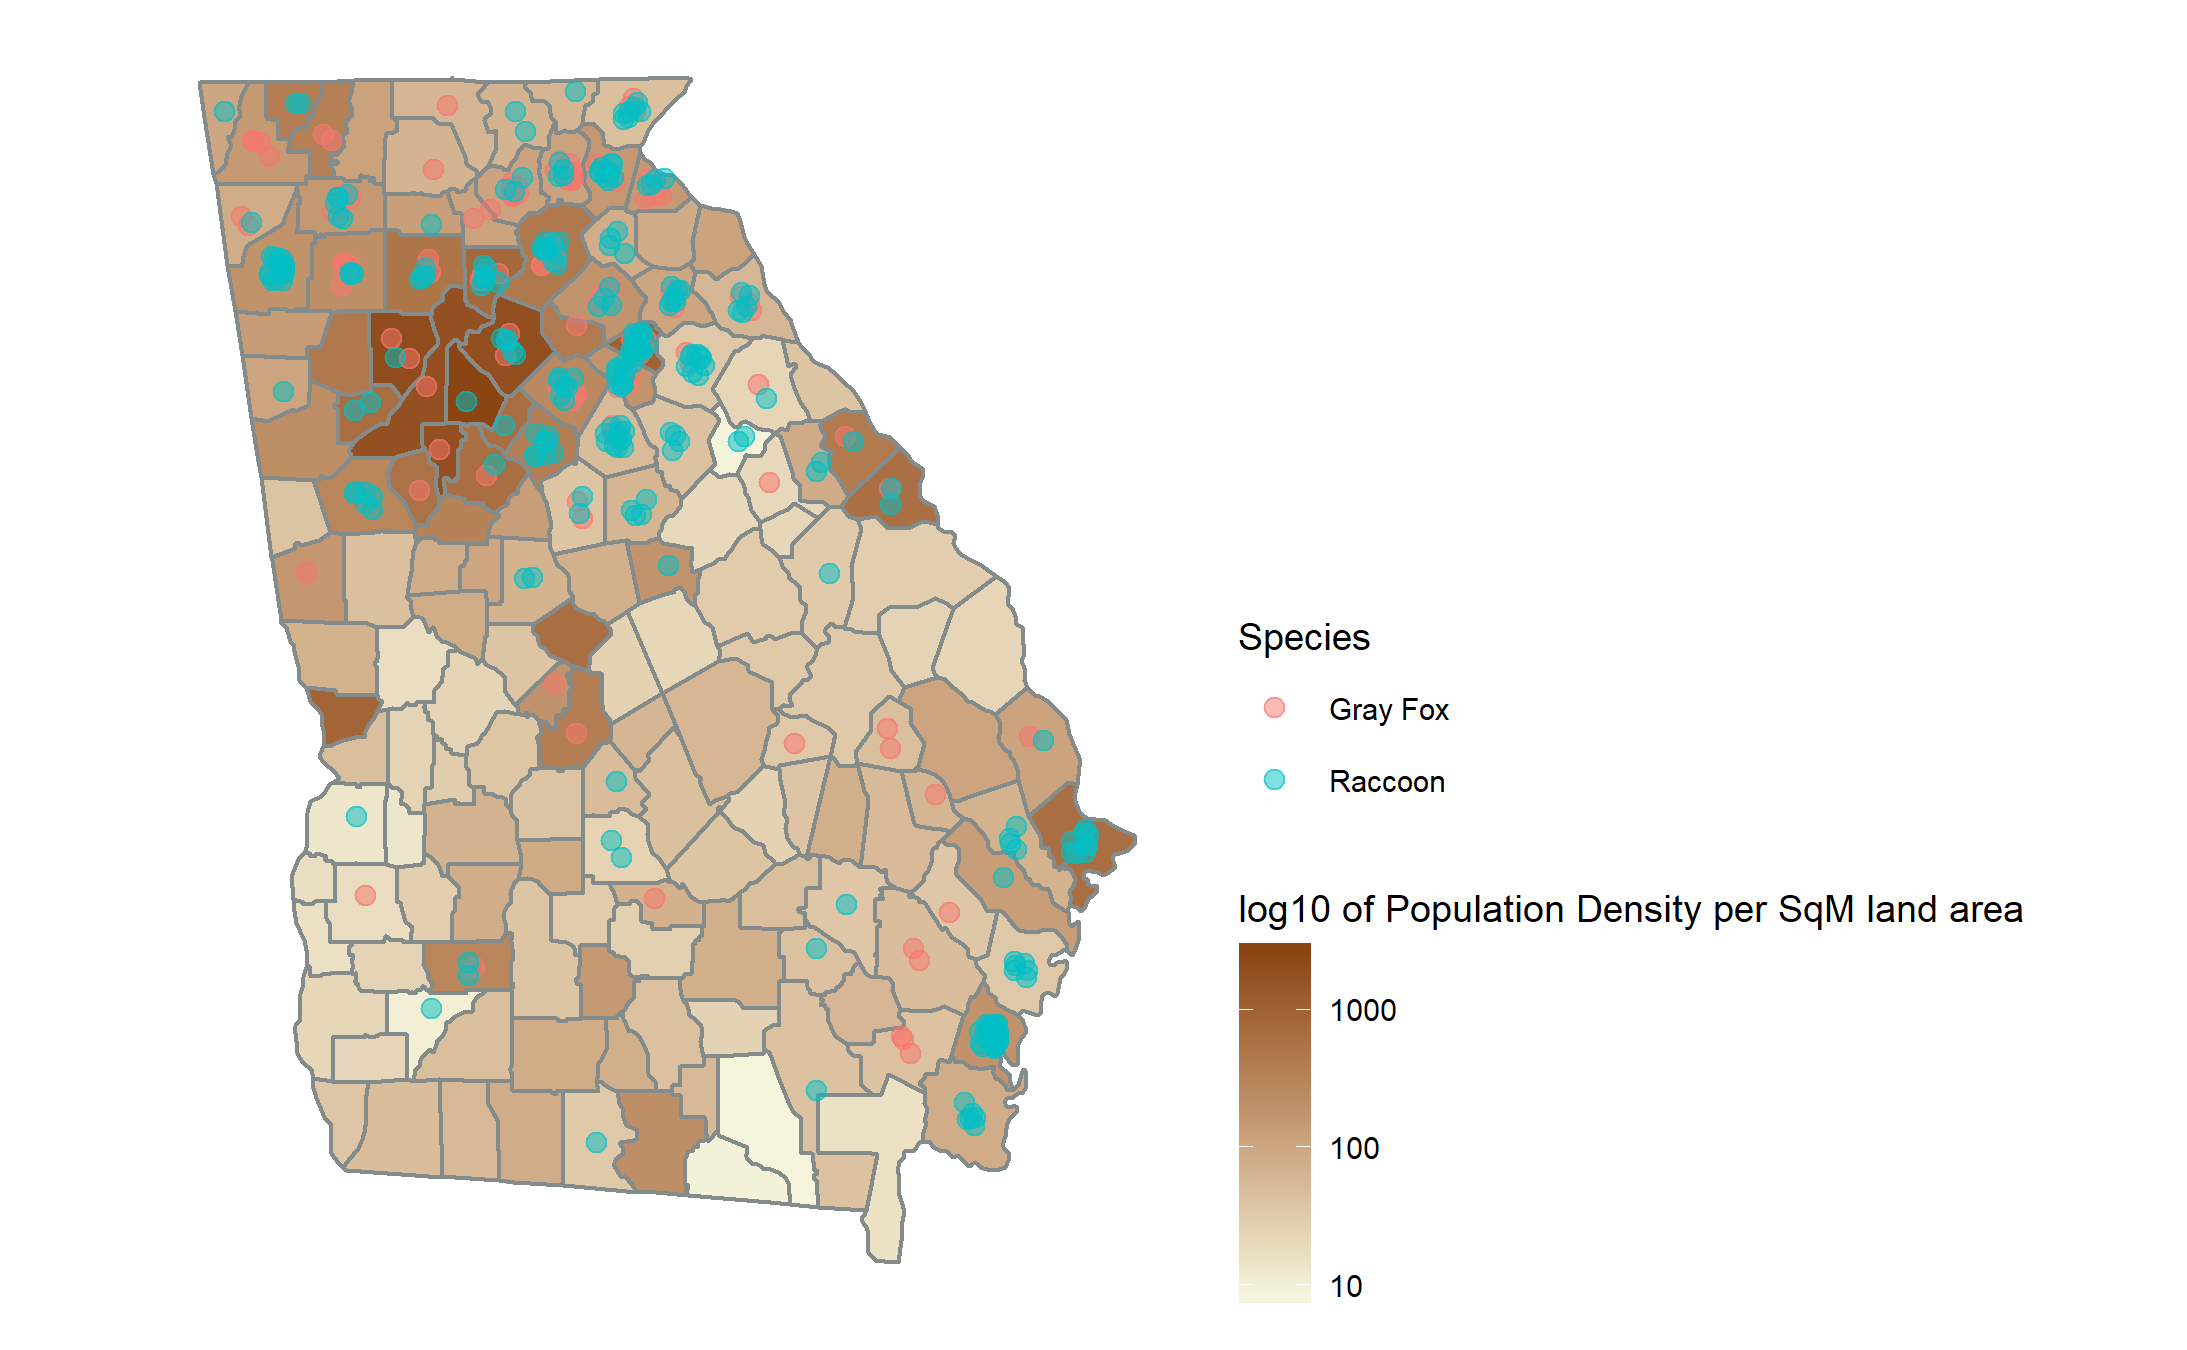 Species
Gray Fox
Raccoon
log10 of Population Density per SqM land area
1000
100
10